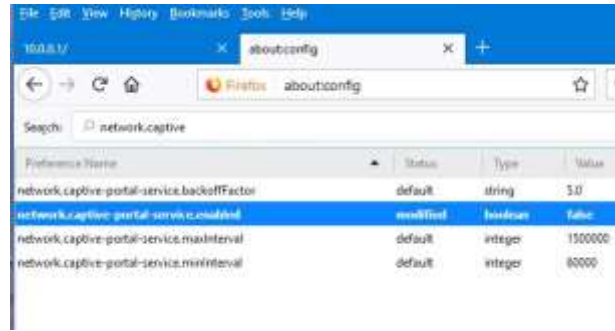 File Edit View History Bookmarks Tools Help
10.0.0.1/ × about:config × +
Firefox about:config
Search: network.captive
Preference Name Status Type Value
network.captive-portal-service.backoffFactor default string 5.0
network.captive-portal-service.enabled modified boolean false
network.captive-portal-service.maxInterval default integer 1500000
network.captive-portal-service.minInterval default integer 60000